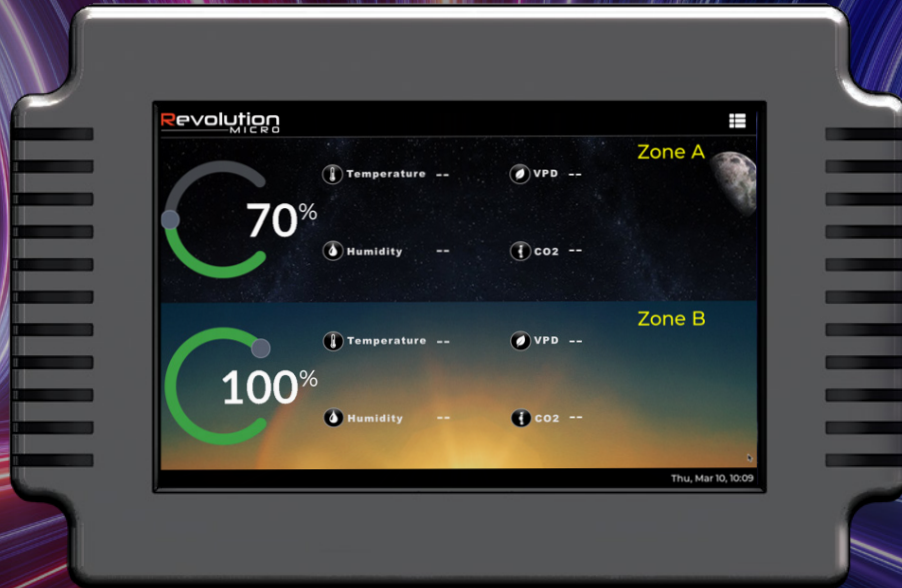 Revolution
MICRO
Zone A
Temperature -- VPD --
70%
Humidity -- CO2 --
Zone B
Temperature -- VPD --
100%
Humidity -- CO2 --
Thu, Mar 10, 10:09